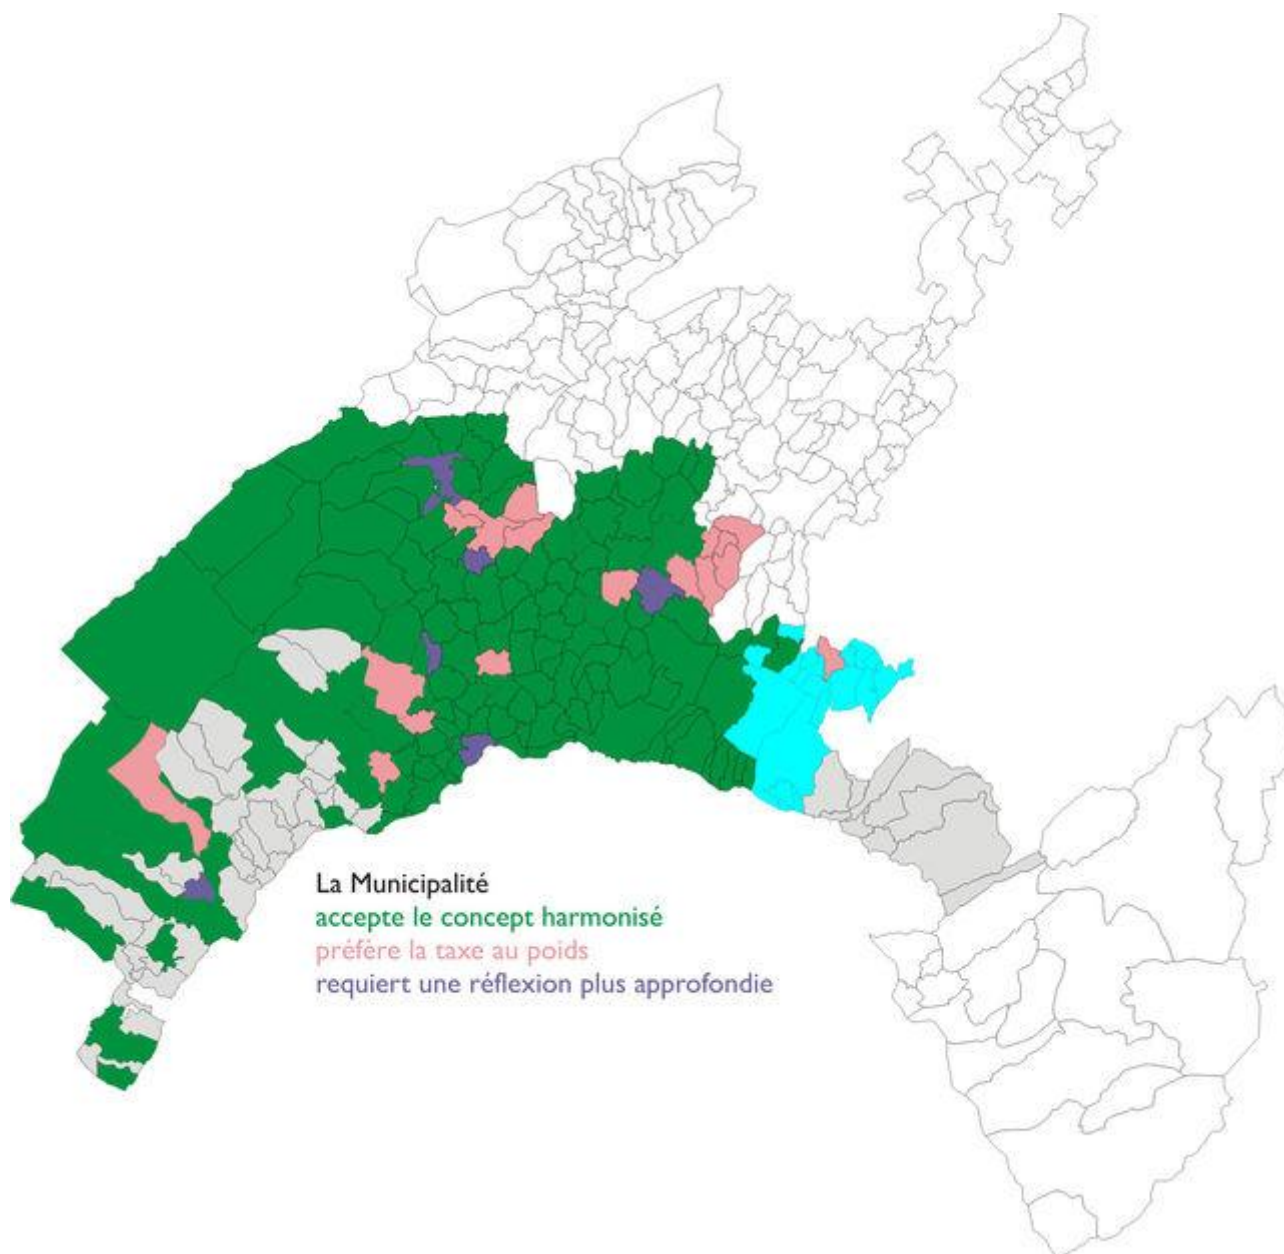 La Municipalité
accepte le concept harmonisé
préfère la taxe au poids
requiert une réflexion plus approfondie